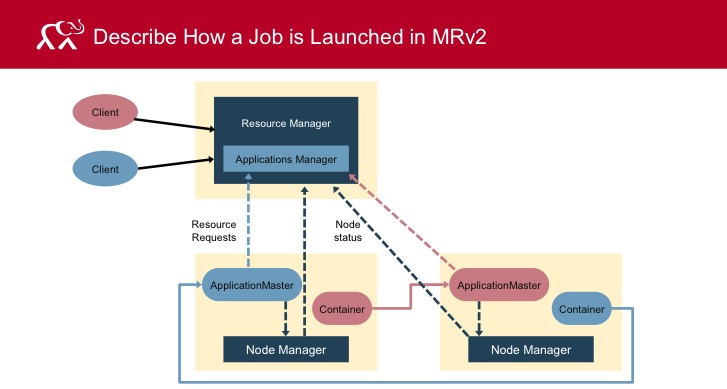 Describe How a Job is Launched in MRv2
Client
Resource Manager
Client
Applications Manager
Resource
Requests
Node
status
ApplicationMaster
Container
Node Manager
ApplicationMaster
Container
Node Manager